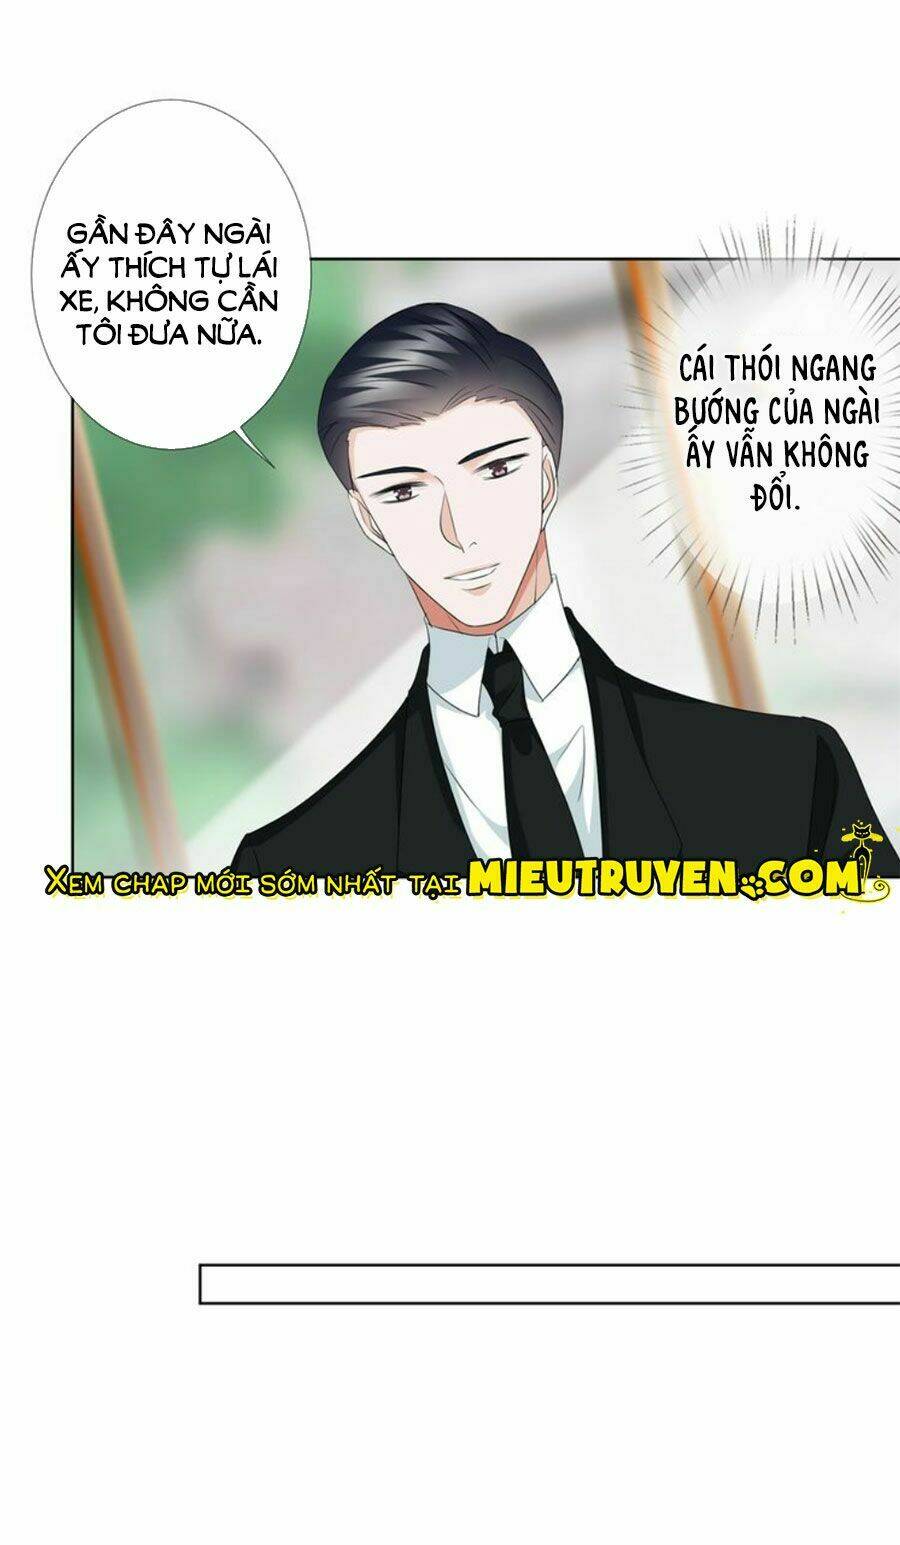 GẦN ĐÂY NGÀI
ẤY THÍCH TỰ LÁI
XE, KHÔNG CẦN
TÔI ĐƯA NỮA.
CÁI THÓI NGANG
BƯỚNG CỦA NGÀI
ẤY VẪN KHÔNG
ĐỔI.
XEM CHAP MỚI SỚM NHẤT TẠI MIEUTRUYEN.COM